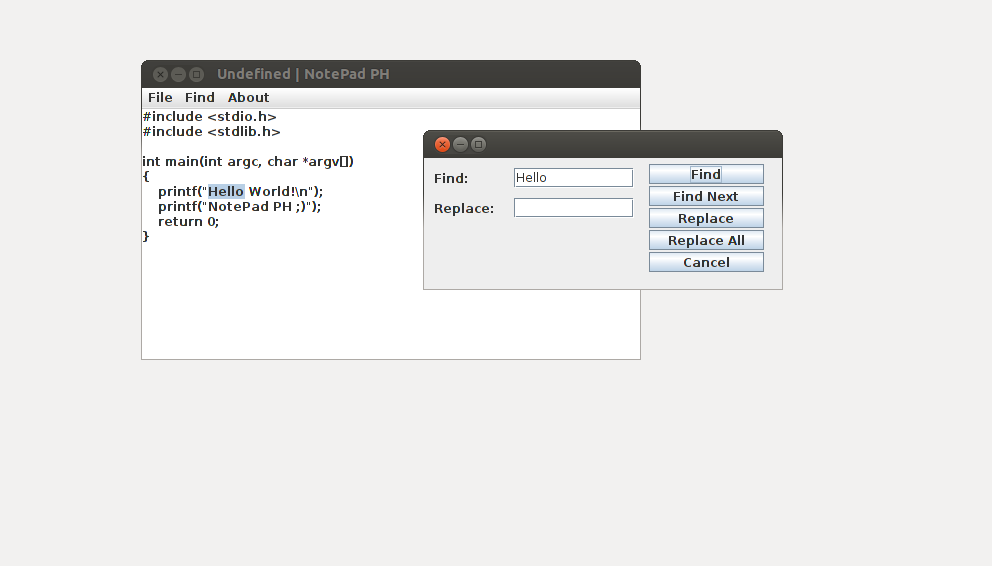 Undefined | NotePad PH
File Find About
#include <stdio.h>
#include <stdlib.h>
int main(int argc, char *argv[])
{
    printf("Hello World!\n");
    printf("NotePad PH ;)");
    return 0;
}
Find: Hello
Replace:
Find
Find Next
Replace
Replace All
Cancel